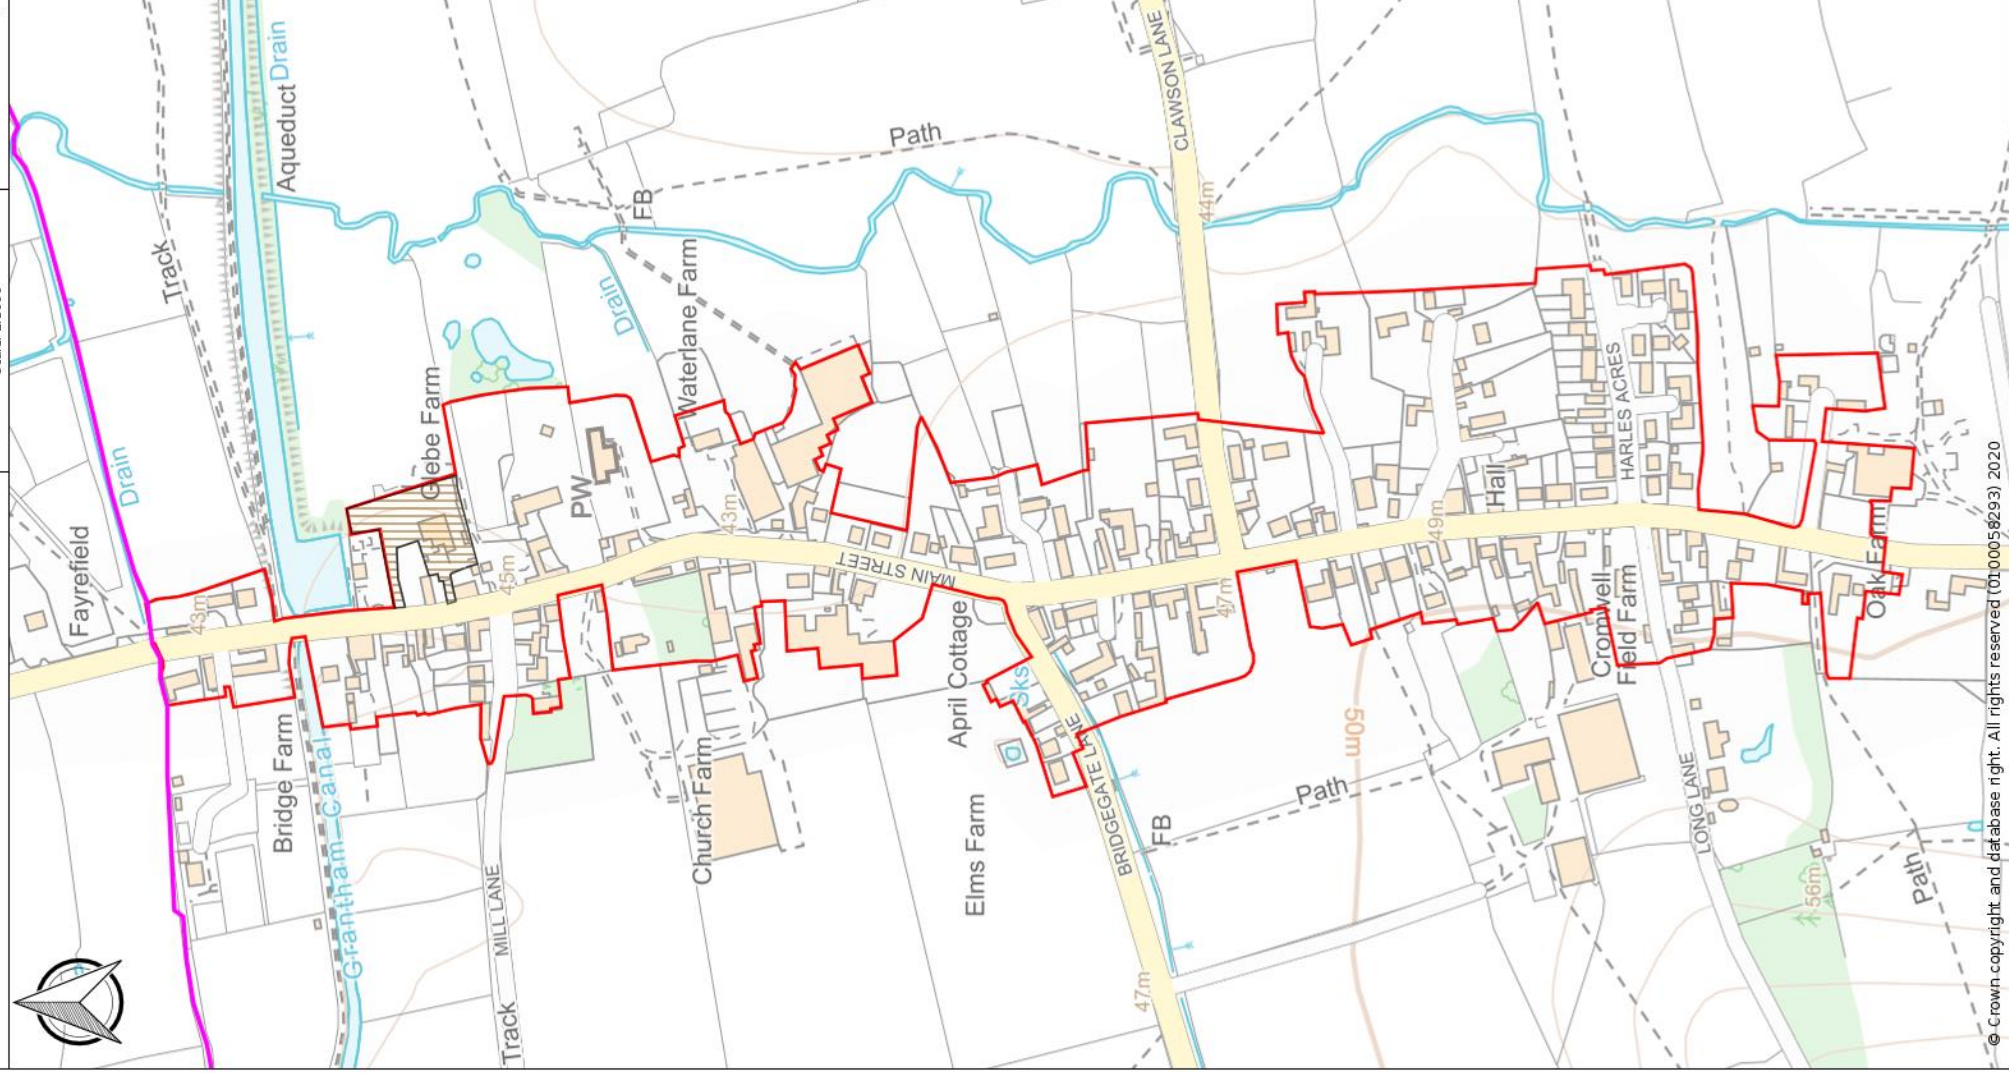 Drain
Aqueduct
Track
Drain
Fayrefield
43m
Bridge Farm
Grantham Canal
Glebe Farm
45m
MILL LANE
Track
PW
Drain
FB
Waterlane Farm
43m
Church Farm
MAIN STREET
Path
April Cottage
Elms Farm
Sks
BRIDGEGATE LANE
FB
47m
CLAWSON LANE
44m
47m
Path
50m
49m
Hall
HARLES ACRES
Cromwell
Field Farm
LONG LANE
56m
Oak Farm
Path
© Crown copyright and database right. All rights reserved (0100058293) 2020